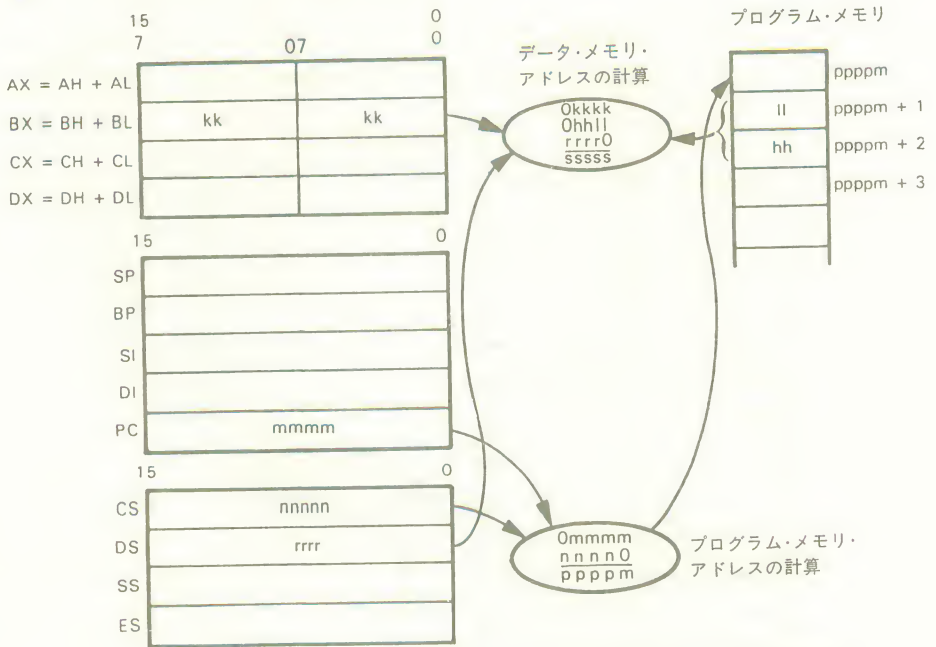 15 0
7 07 0
AX = AH + AL
BX = BH + BL kk kk
CX = CH + CL
DX = DH + DL
15 0
SP
BP
SI
DI
PC mmmm
15 0
CS nnnnn
DS rrrr
SS
ES
データ・メモリ・
アドレスの計算
0kkkk
0hhll
rrrr0
sssss
プログラム・メモリ
ppppm
ll ppppm + 1
hh ppppm + 2
ppppm + 3
0mmmm
nnnn0
ppppm
プログラム・メモリ・
アドレスの計算